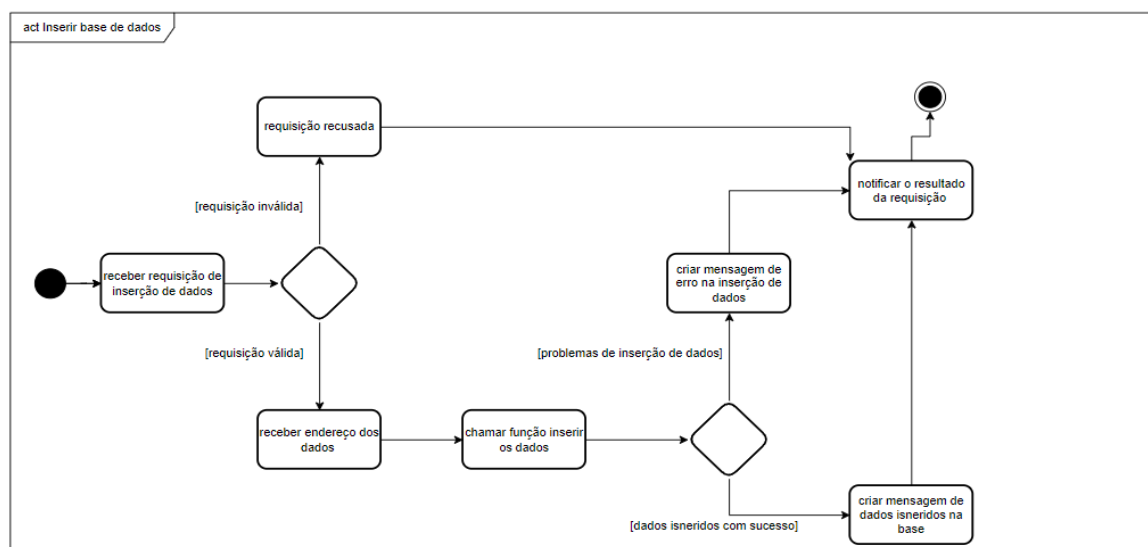 act Inserir base de dados
requisição recusada
notificar o resultado
da requisição
[requisição inválida]
receber requisição de
inserção de dados
criar mensagem de
erro na inserção de
dados
[requisição válida]
[problemas de inserção de dados]
receber endereço dos
dados
chamar função inserir
os dados
criar mensagem de
dados isneridos na
base
[dados isneridos com sucesso]